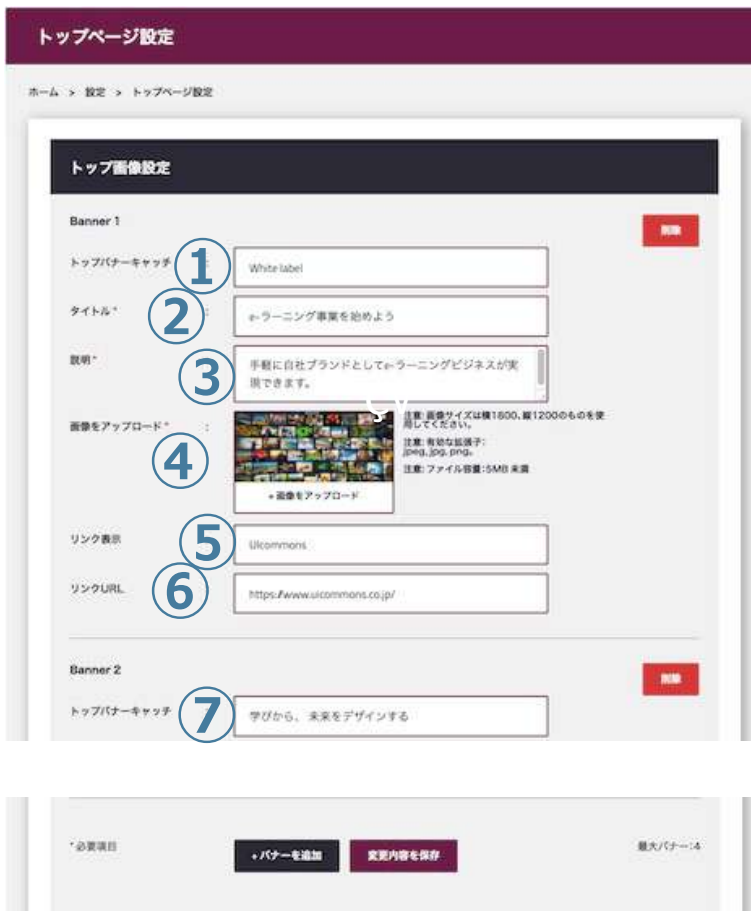 トップページ設定
ホーム > 設定 > トップページ設定
トップ画像設定
Banner 1
削除
トップバナーキャッチ ① White label
タイトル* ② : e-ラーニング事業を始めよう
説明* ③ 手軽に自社ブランドとしてe-ラーニングビジネスが実
現できます。
画像をアップロード* : ④
注意: 画像サイズは横1800、縦1200のものを使
用してください。
注意: 有効な拡張子:
jpeg, jpg, png。
注意: ファイル容量:5MB 未満
+画像をアップロード
リンク表示 ⑤ UIcommons
リンクURL ⑥ https://www.uicommons.co.jp/
Banner 2
削除
トップバナーキャッチ ⑦ 学びから、未来をデザインする
*必要項目
+バナーを追加
変更内容を保存
最大バナー:4